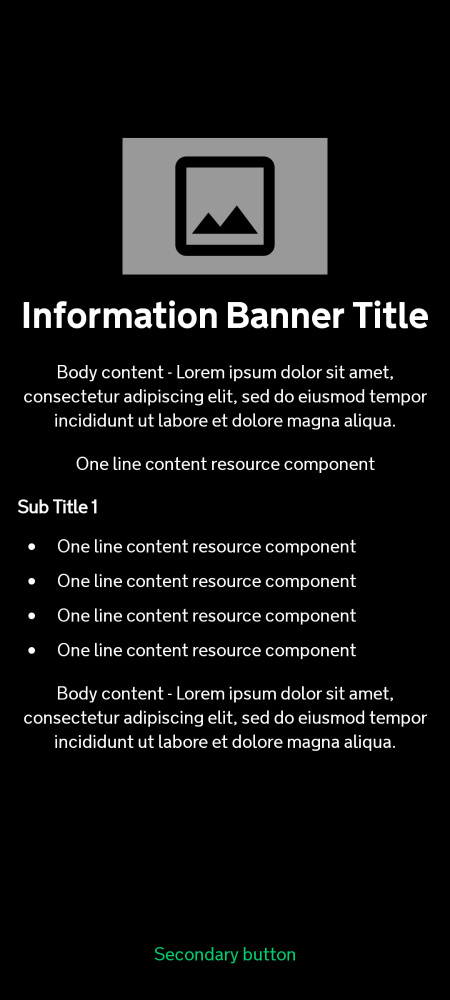 Information Banner Title
Body content - Lorem ipsum dolor sit amet,
consectetur adipiscing elit, sed do eiusmod tempor
incididunt ut labore et dolore magna aliqua.
One line content resource component
Sub Title 1
• One line content resource component
• One line content resource component
• One line content resource component
• One line content resource component
Body content - Lorem ipsum dolor sit amet,
consectetur adipiscing elit, sed do eiusmod tempor
incididunt ut labore et dolore magna aliqua.
Secondary button